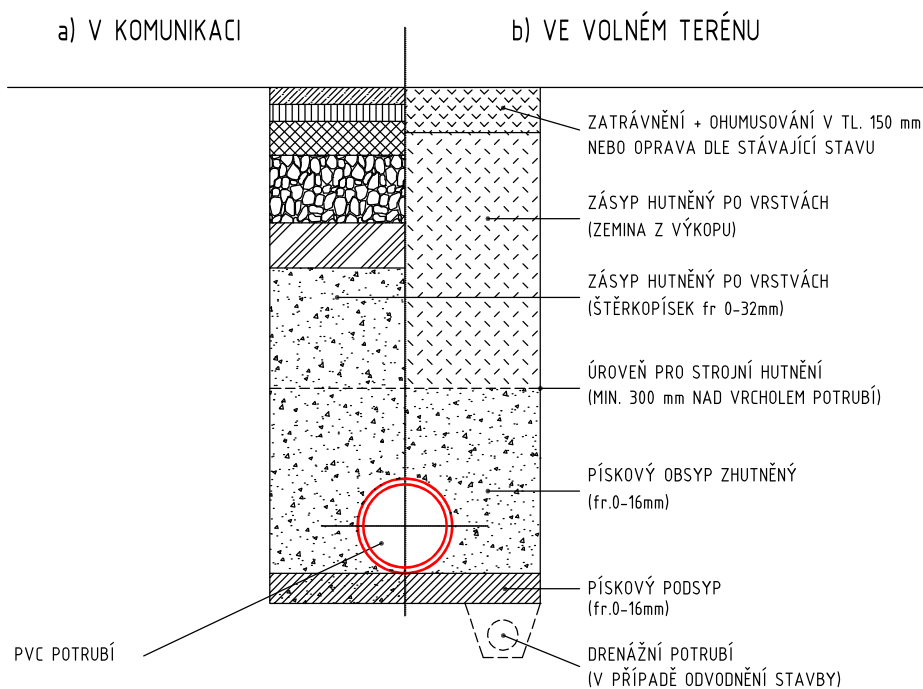 a) V KOMUNIKACI
b) VE VOLNÉM TERÉNU
ZATRÁVNĚNÍ + OHUMUSOVÁNÍ V TL. 150 mm
NEBO OPRAVA DLE STÁVAJÍCÍ STAVU
ZÁSYP HUTNĚNÝ PO VRSTVÁCH
(ZEMINA Z VÝKOPU)
ZÁSYP HUTNĚNÝ PO VRSTVÁCH
(ŠTĚRKOPÍSEK fr 0-32mm)
ÚROVEŇ PRO STROJNÍ HUTNĚNÍ
(MIN. 300 mm NAD VRCHOLEM POTRUBÍ)
PÍSKOVÝ OBSYP ZHUTNĚNÝ
(fr.0-16mm)
PÍSKOVÝ PODSYP
(fr.0-16mm)
PVC POTRUBÍ
DRENÁŽNÍ POTRUBÍ
(V PŘÍPADĚ ODVODNĚNÍ STAVBY)